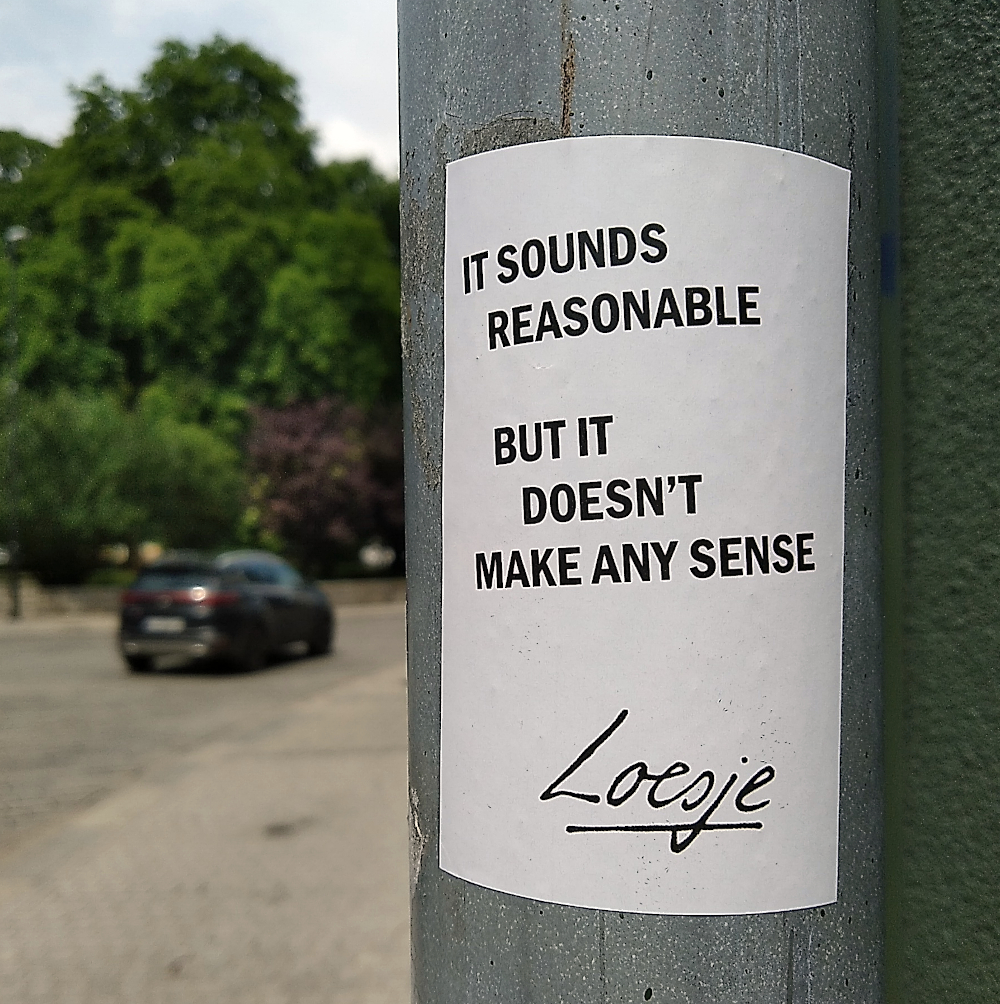 IT SOUNDS
REASONABLE
BUT IT
DOESN'T
MAKE ANY SENSE
Loesje